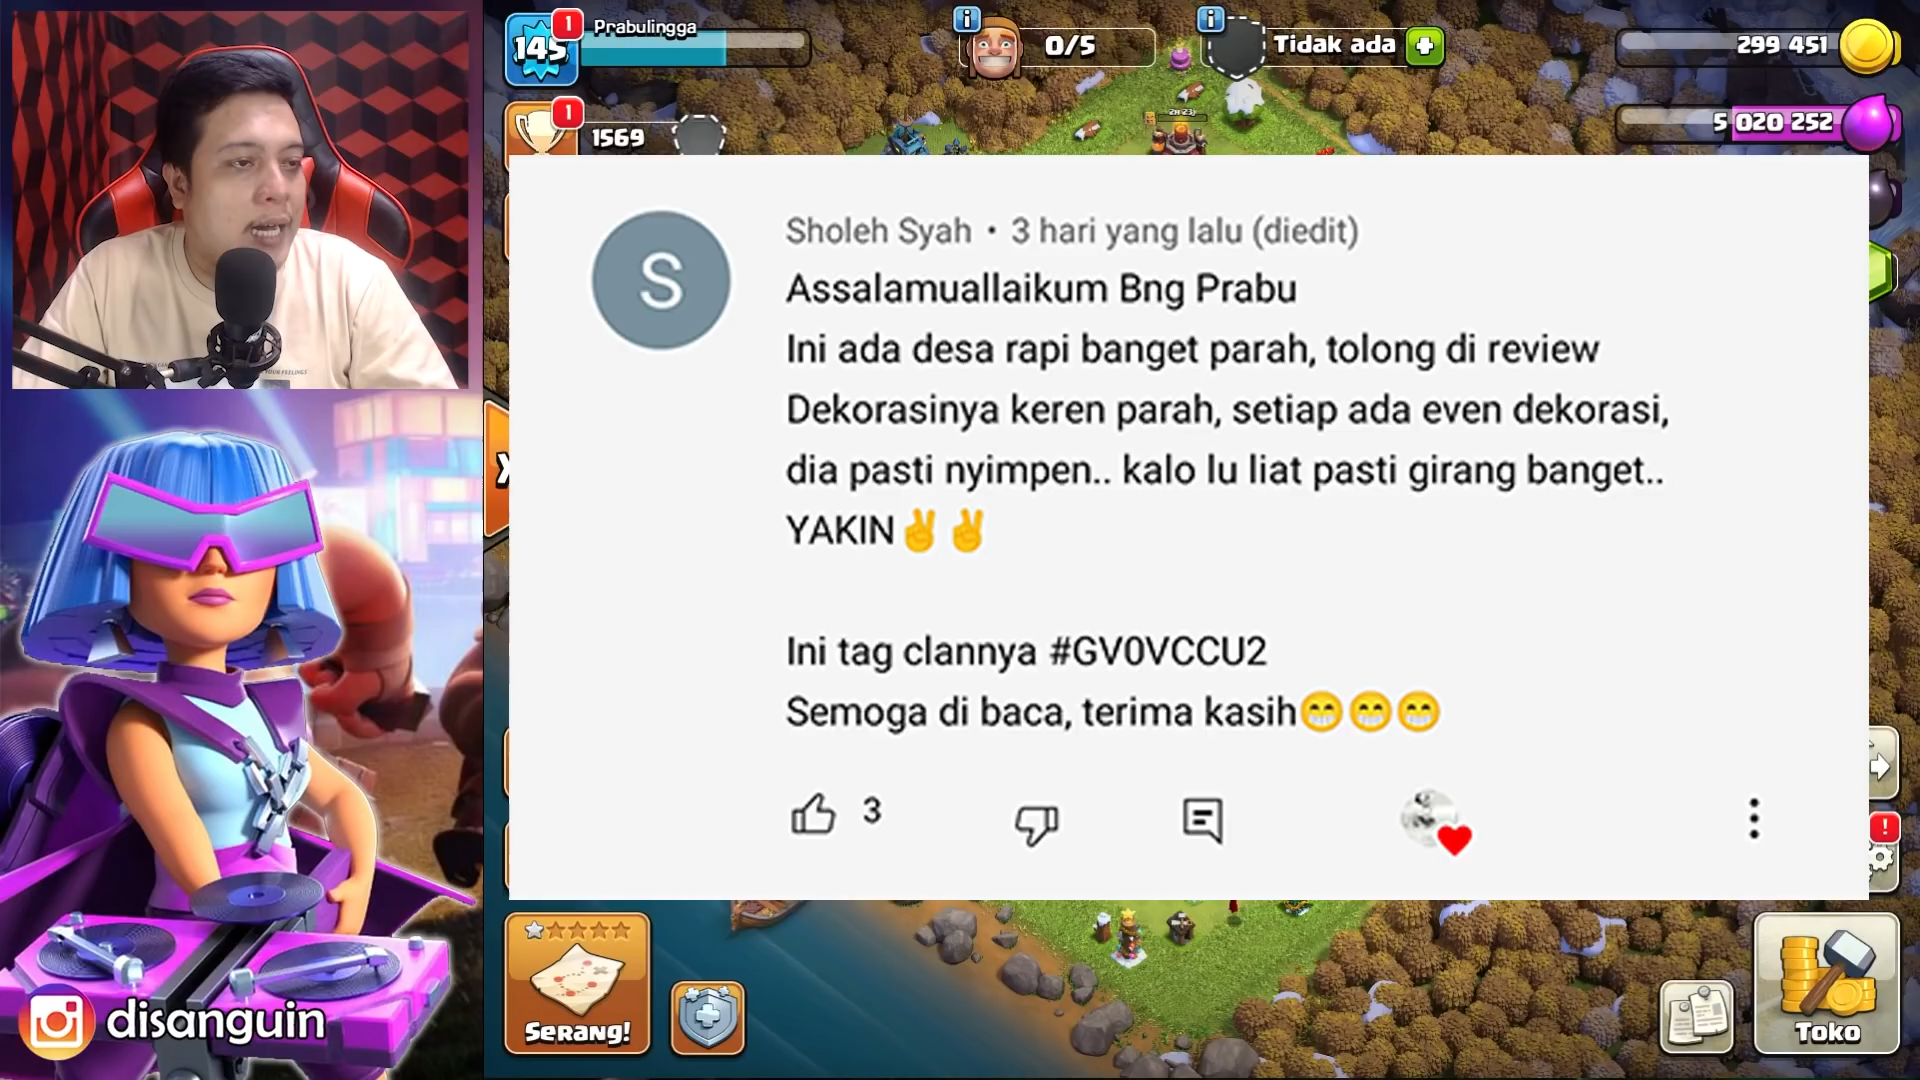 145
1
Prabulingga
0/5
Tidak ada
299 451
1
1569
5 020 252
Sholeh Syah • 3 hari yang lalu (diedit)
Assalamuallaikum Bng Prabu
Ini ada desa rapi banget parah, tolong di review
Dekorasinya keren parah, setiap ada even dekorasi,
dia pasti nyimpen.. kalo lu liat pasti girang banget..
YAKIN✌️✌️
Ini tag clannya #GV0VCCU2
Semoga di baca, terima kasih😁😁😁
3
Serang!
Toko
disanguin